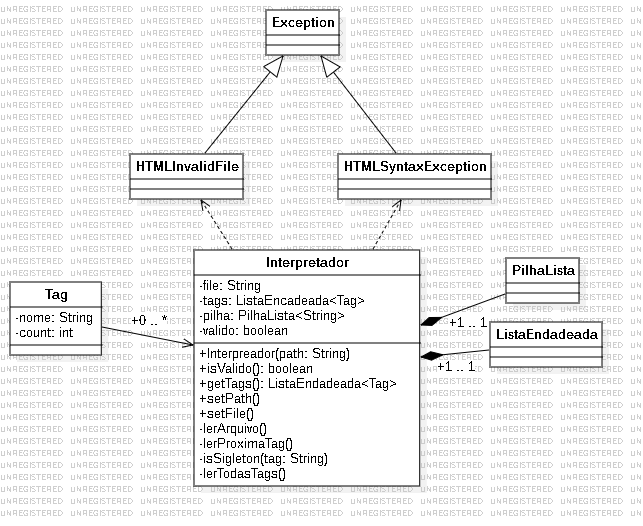 Exception
HTMLInvalidFile
HTMLSyntaxException
Interpretador
-file: String
-tags: ListaEncadeada<Tag>
-pilha: PilhaLista<String>
-valido: boolean
+Interpreador(path: String)
+isValido(): boolean
+getTags(): ListaEndadeada<Tag>
+setPath()
+setFile()
-lerArquivo()
-lerProximaTag()
-isSigleton(tag: String)
-lerTodasTags()
Tag
-nome: String
-count: int
+0 .. *
PilhaLista
+1 .. 1
ListaEndadeada
+1 .. 1
UNREGISTERED